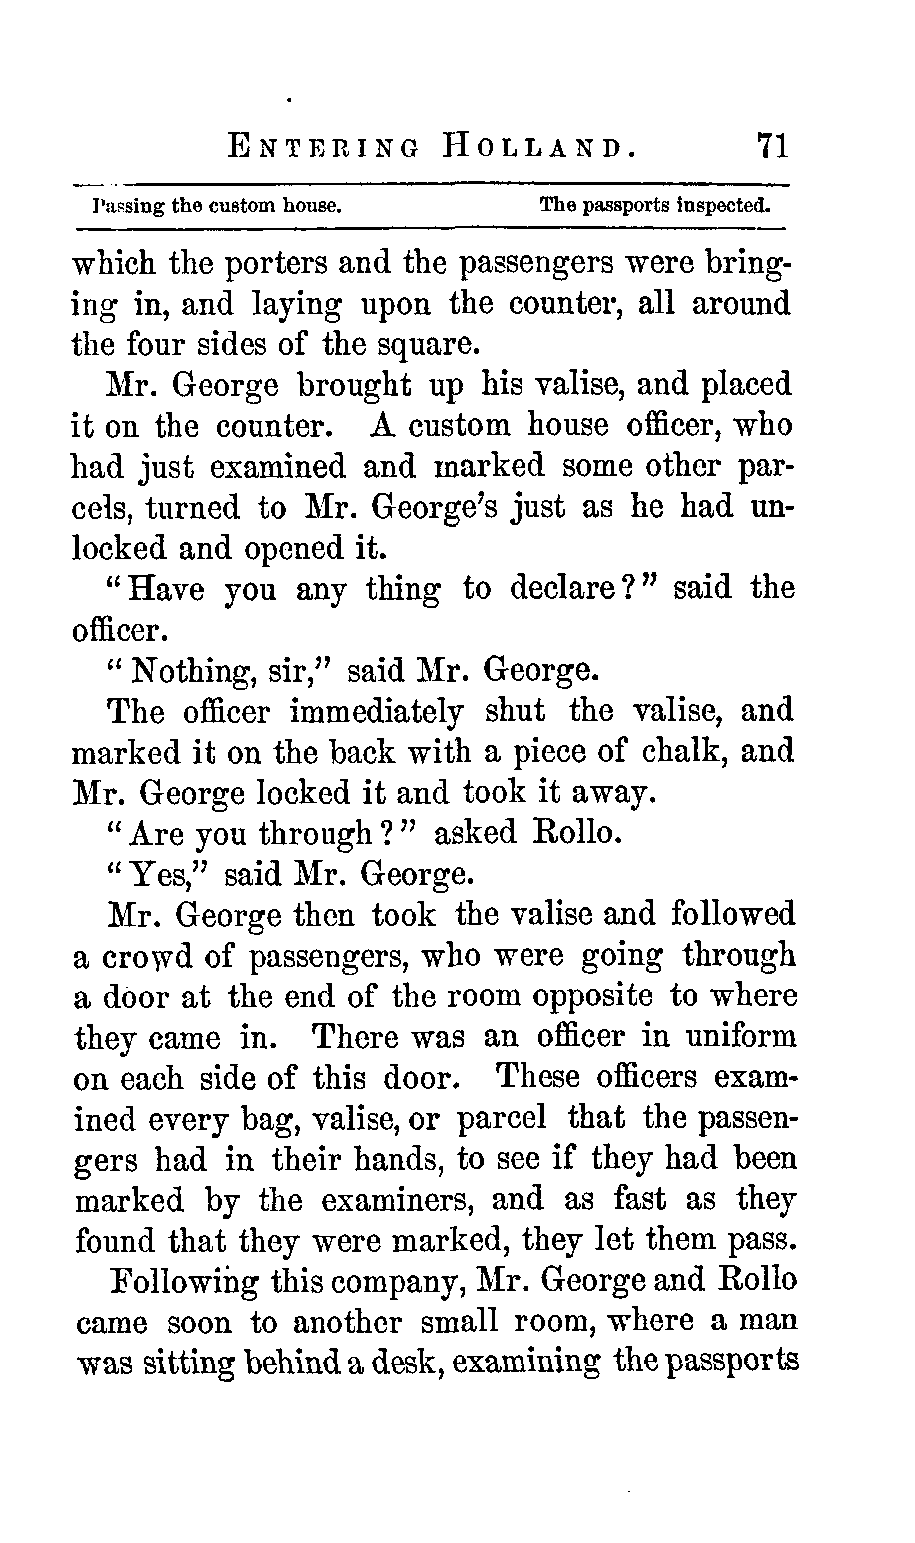 ENTERING HOLLAND. 71
Passing the custom house. The passports inspected.
which the porters and the passengers were bring-
ing in, and laying upon the counter, all around
the four sides of the square.
Mr. George brought up his valise, and placed
it on the counter. A custom house officer, who
had just examined and marked some other par-
cels, turned to Mr. George's just as he had un-
locked and opened it.
"Have you any thing to declare?" said the
officer.
"Nothing, sir," said Mr. George.
The officer immediately shut the valise, and
marked it on the back with a piece of chalk, and
Mr. George locked it and took it away.
"Are you through?" asked Rollo.
"Yes," said Mr. George.
Mr. George then took the valise and followed
a crowd of passengers, who were going through
a door at the end of the room opposite to where
they came in. There was an officer in uniform
on each side of this door. These officers exam-
ined every bag, valise, or parcel that the passen-
gers had in their hands, to see if they had been
marked by the examiners, and as fast as they
found that they were marked, they let them pass.
Following this company, Mr. George and Rollo
came soon to another small room, where a man
was sitting behind a desk, examining the passports